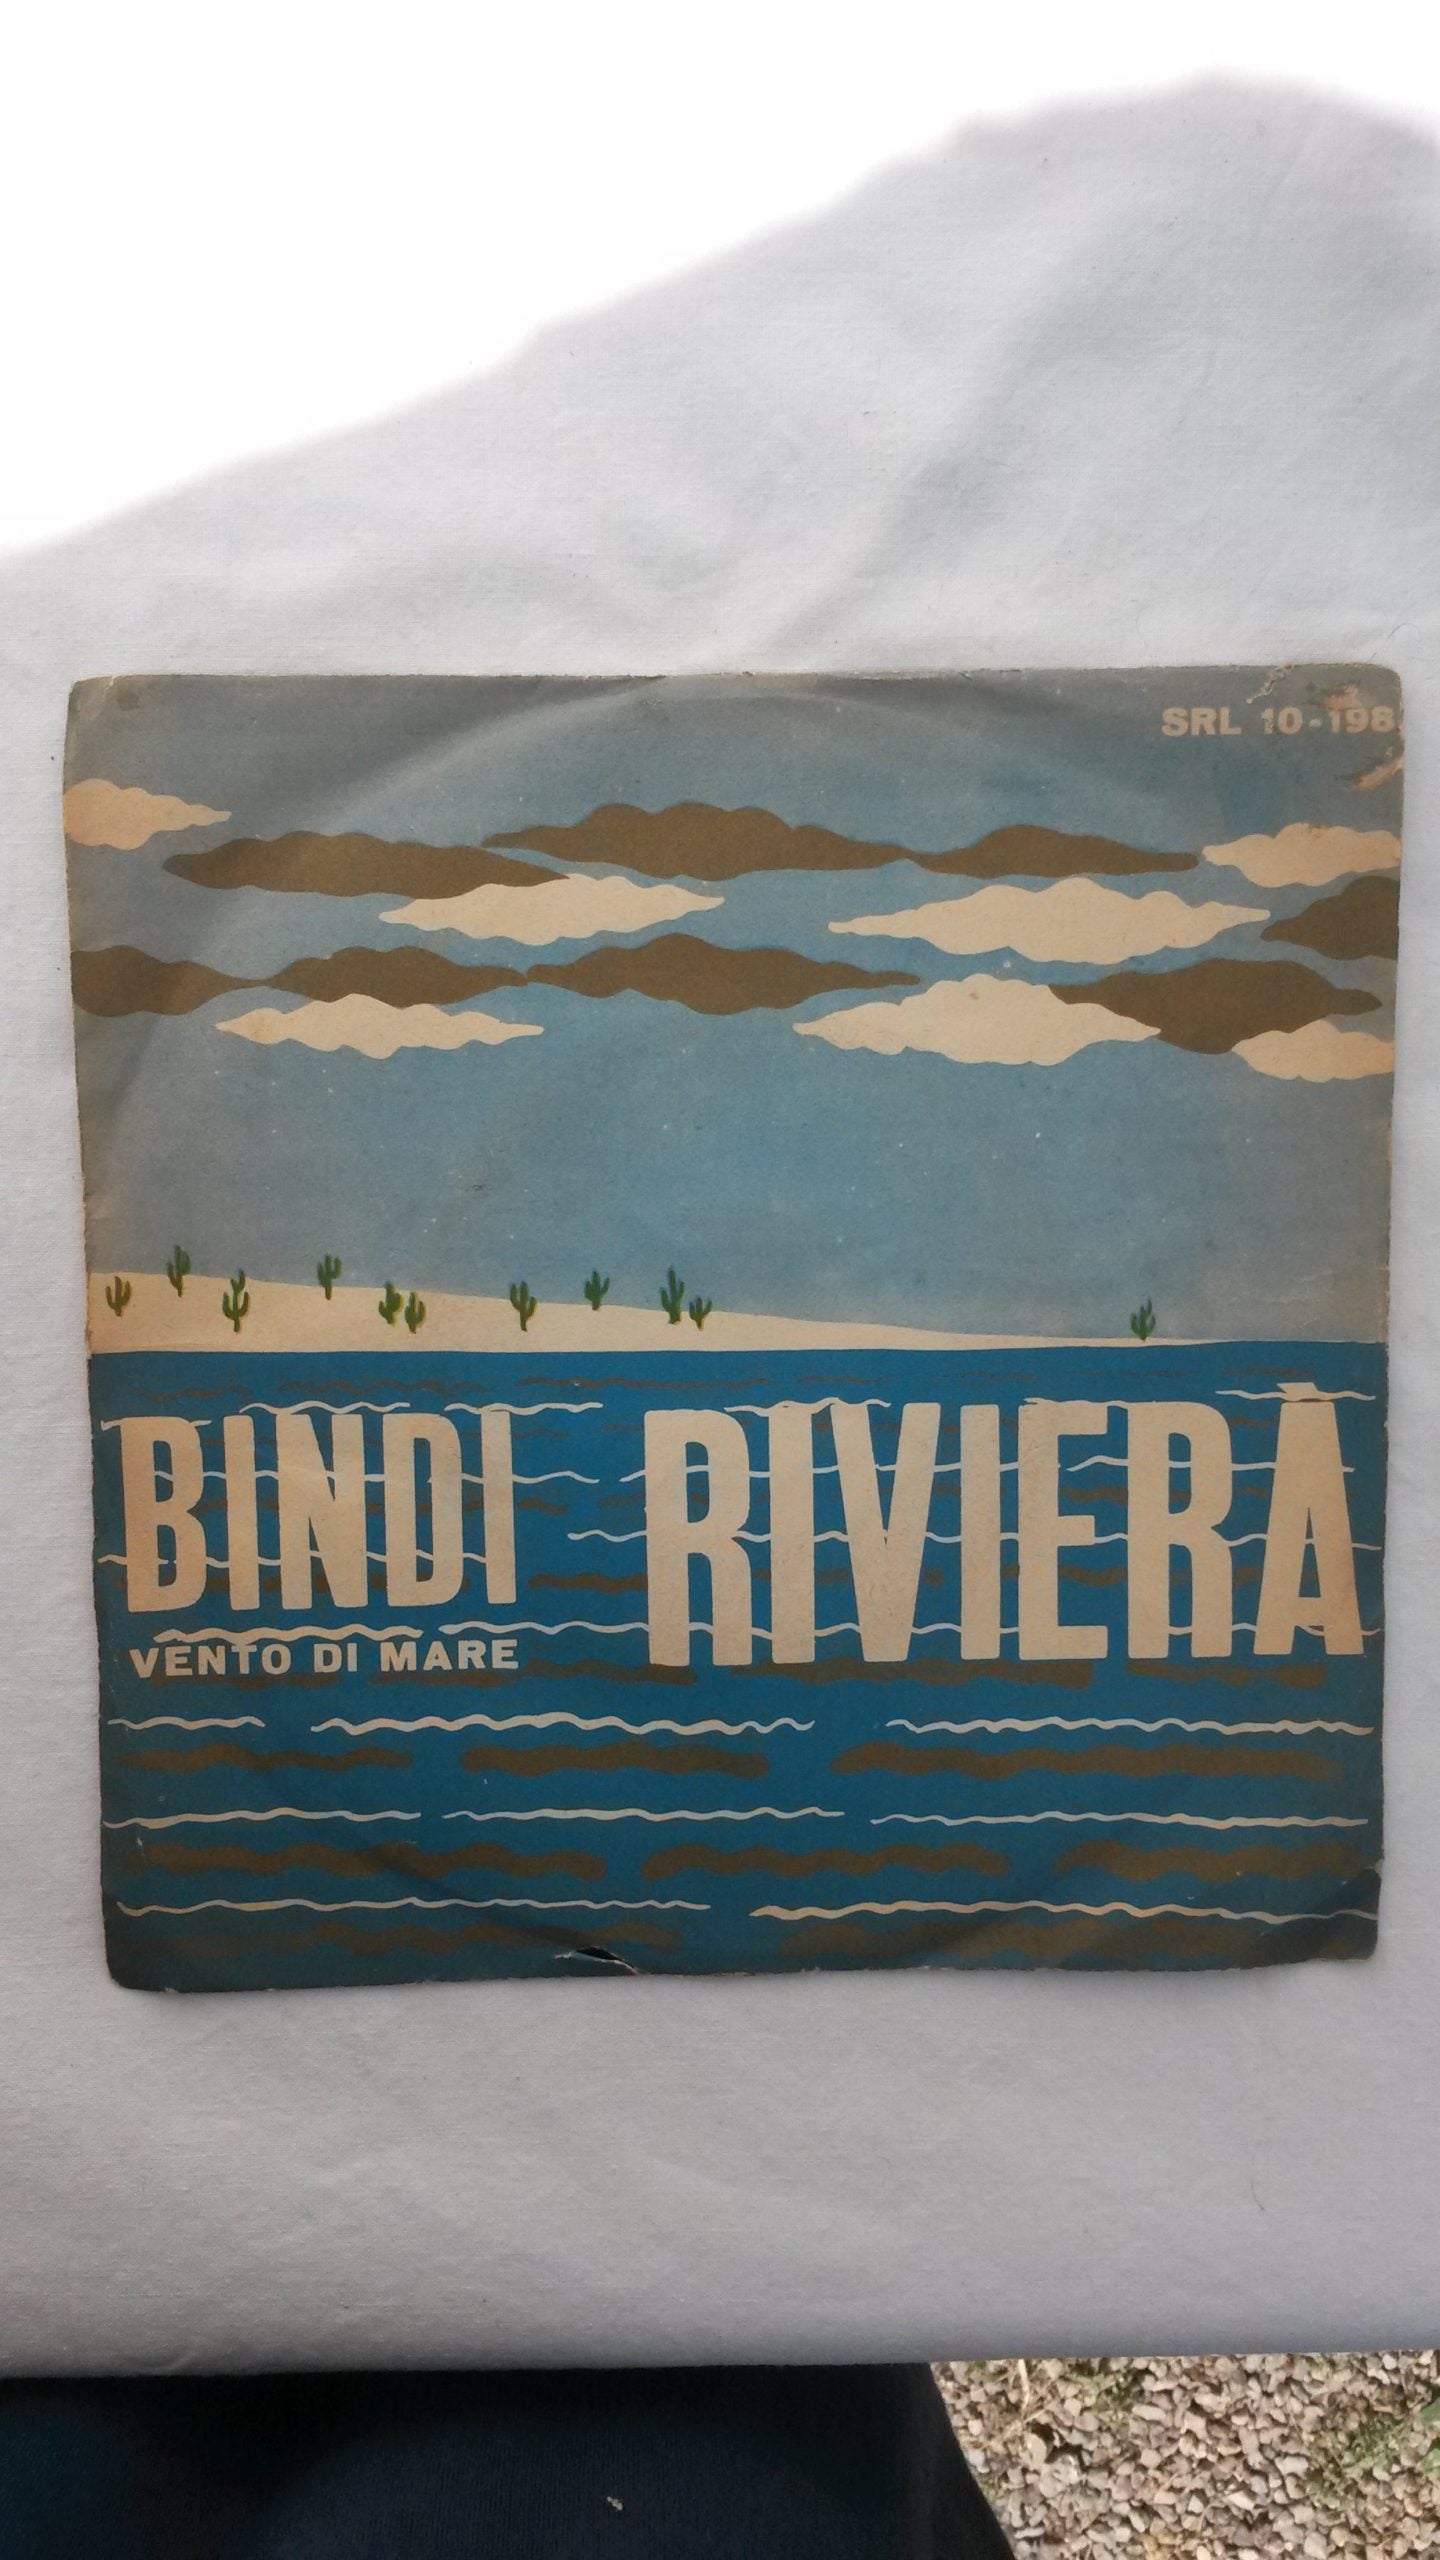 SRL 10-198
BINDI RIVIERA
VENTO DI MARE